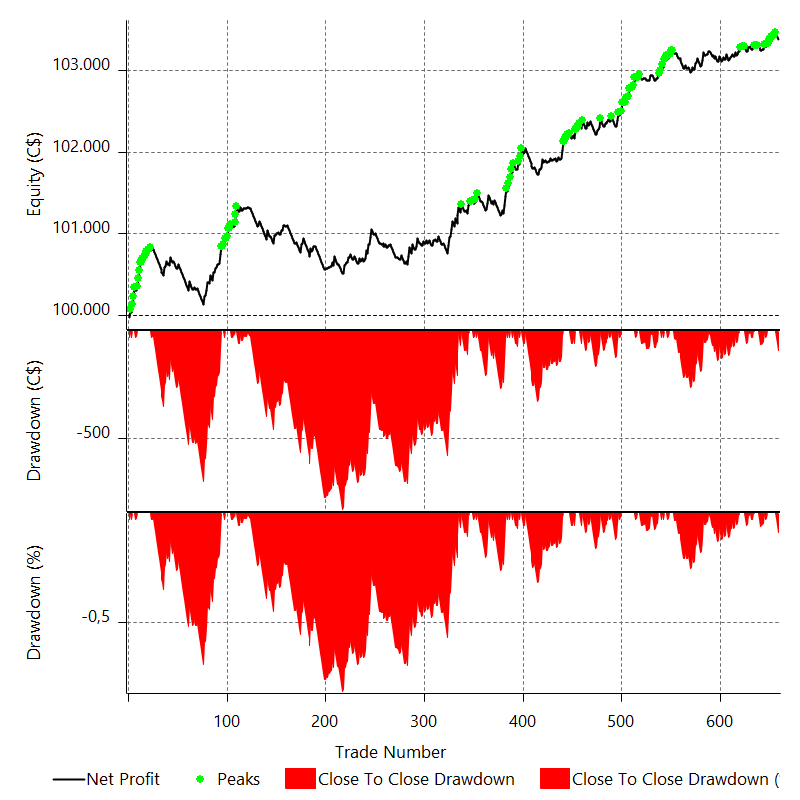 Equity (C$)
103.000
102.000
101.000
100.000
Drawdown (C$)
-500
Drawdown (%)
-0,5
100 200 300 400 500 600
Trade Number
Net Profit Peaks Close To Close Drawdown Close To Close Drawdown (